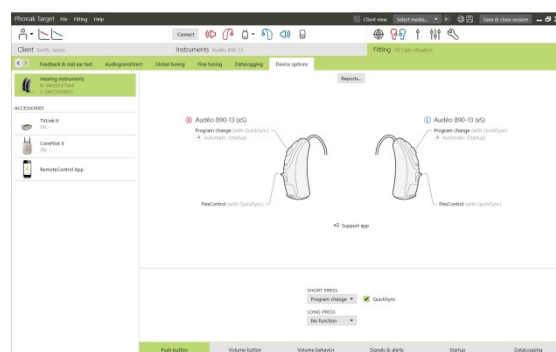 Phonak Target File Fitting Help
Client view Select media... Save & close session
Connect
Client Smith, James
Instruments Audéo B90-13
Fitting
Feedback & real ear test AudiogramDirect Global tuning Fine tuning DataLogging Device options
Hearing instruments
Reports...
ACCESSORIES
TVLink II
SN: -
ComPilot II
SN: -
RemoteControl App
R Audéo B90-13 (xS)
Program change (with QuickSync)
A Automatic (Startup)
FlexControl (with QuickSync)
L Audéo B90-13 (xS)
Program change (with QuickSync)
A Automatic (Startup)
FlexControl (with QuickSync)
Support app
SHORT PRESS
Program change QuickSync
LONG PRESS
No function
Push button Volume button Volume behavior Signals & alerts Startup DataLogging